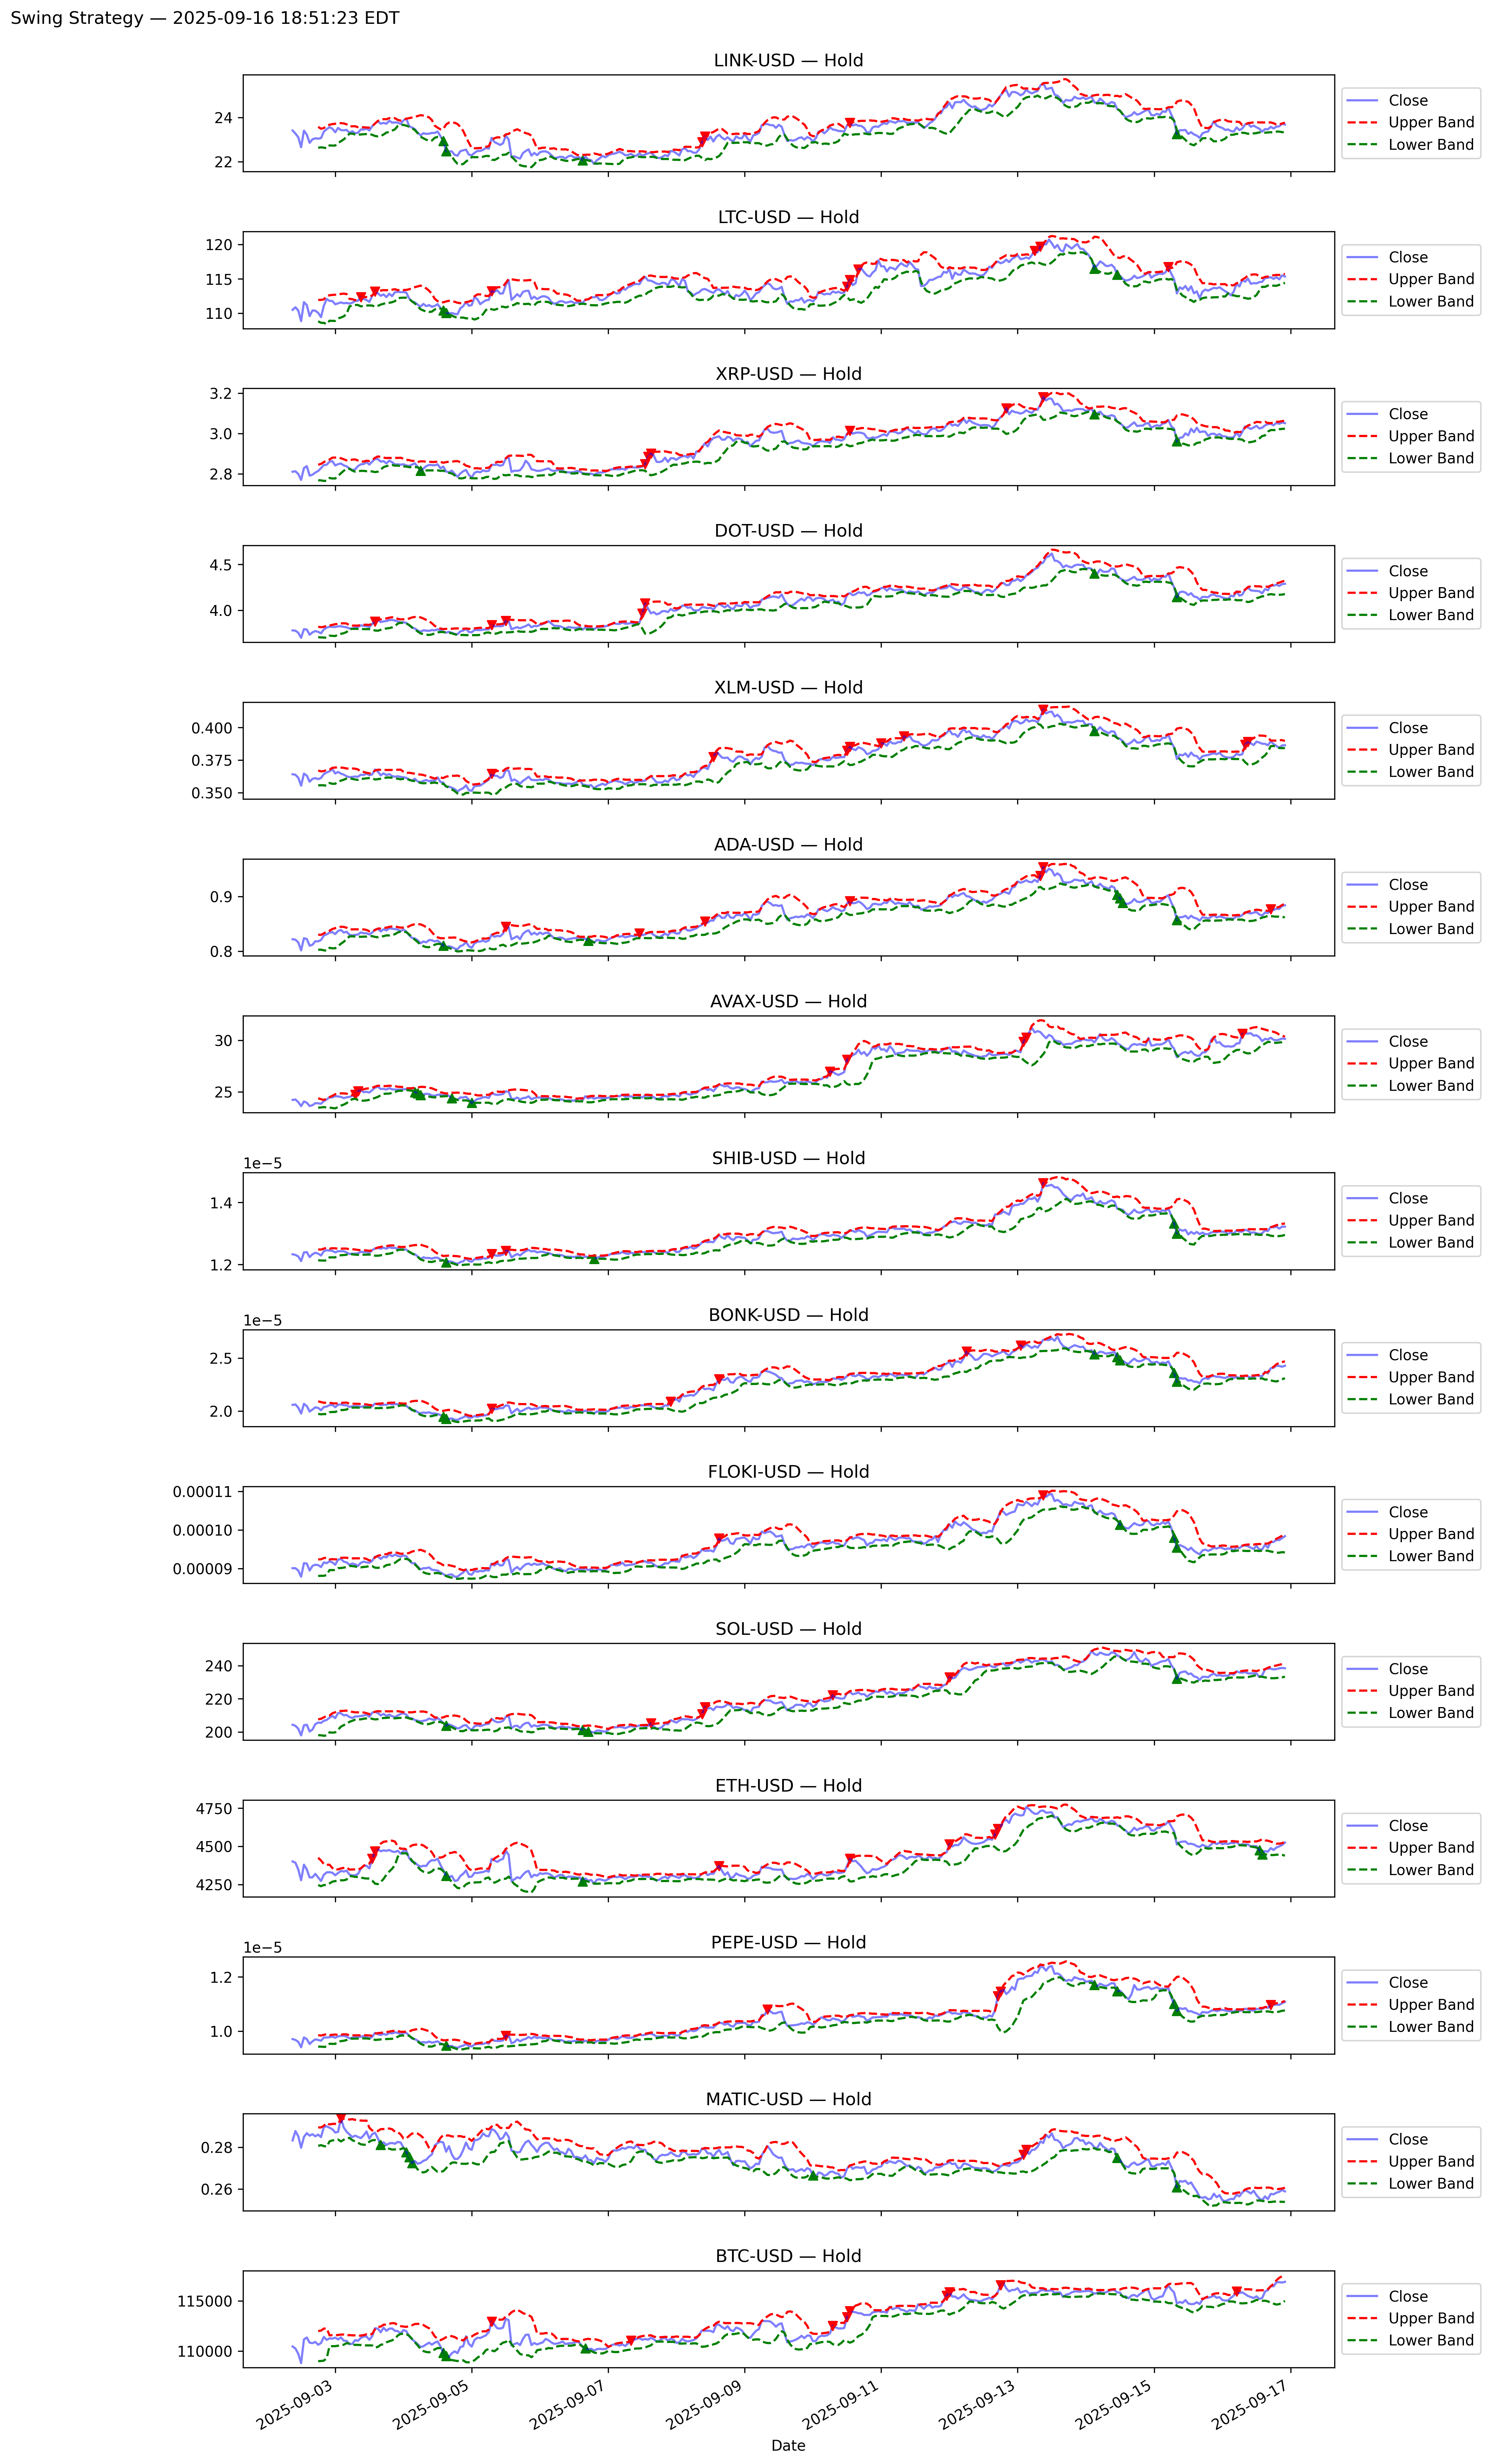 Swing Strategy — 2025-09-16 18:51:23 EDT
LINK-USD — Hold
24
22
Close
Upper Band
Lower Band
LTC-USD — Hold
120
115
110
Close
Upper Band
Lower Band
XRP-USD — Hold
3.2
3.0
2.8
Close
Upper Band
Lower Band
DOT-USD — Hold
4.5
4.0
Close
Upper Band
Lower Band
XLM-USD — Hold
0.400
0.375
0.350
Close
Upper Band
Lower Band
ADA-USD — Hold
0.9
0.8
Close
Upper Band
Lower Band
AVAX-USD — Hold
30
25
Close
Upper Band
Lower Band
SHIB-USD — Hold
1e−5
1.4
1.2
Close
Upper Band
Lower Band
BONK-USD — Hold
1e−5
2.5
2.0
Close
Upper Band
Lower Band
FLOKI-USD — Hold
0.00011
0.00010
0.00009
Close
Upper Band
Lower Band
SOL-USD — Hold
240
220
200
Close
Upper Band
Lower Band
ETH-USD — Hold
4750
4500
4250
Close
Upper Band
Lower Band
PEPE-USD — Hold
1e−5
1.2
1.0
Close
Upper Band
Lower Band
MATIC-USD — Hold
0.28
0.26
Close
Upper Band
Lower Band
BTC-USD — Hold
115000
110000
Close
Upper Band
Lower Band
2025-09-03
2025-09-05
2025-09-07
2025-09-09
2025-09-11
2025-09-13
2025-09-15
2025-09-17
Date